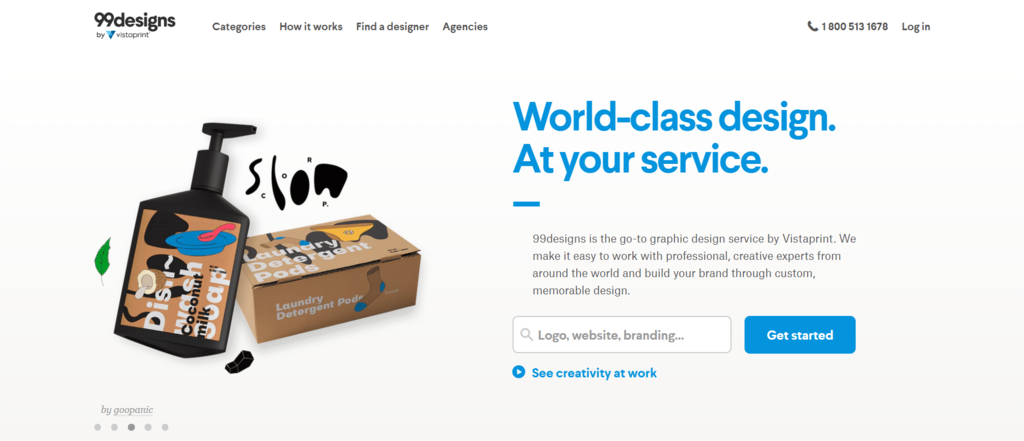 99designs
by vistaprint
Categories How it works Find a designer Agencies
1 800 513 1678 Log in
World-class design.
At your service.
99designs is the go-to graphic design service by Vistaprint. We
make it easy to work with professional, creative experts from
around the world and build your brand through custom,
memorable design.
Logo, website, branding... Get started
See creativity at work
slow
CORP.
Laundry
Detergent
Pods
Laundry
Detergent Pods
Coconut
milk
by goopanic